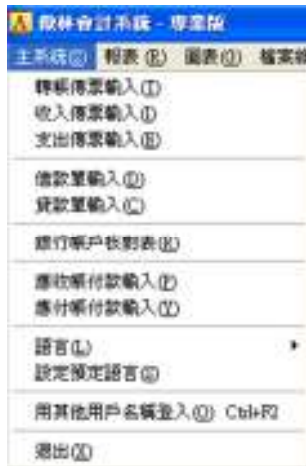 傲林會計系統 - 專業版
主系統(S) 報表(R) 圖表(Q) 檔案維
轉帳傳票輸入(T)
收入傳票輸入(I)
支出傳票輸入(E)
借款單輸入(D)
貸款單輸入(C)
銀行帳戶核對表(K)
應收帳付款輸入(P)
應付帳付款輸入(Y)
語言(L)
設定預定語言(G)
用其他用戶名稱登入(O) Ctrl+F2
退出(X)